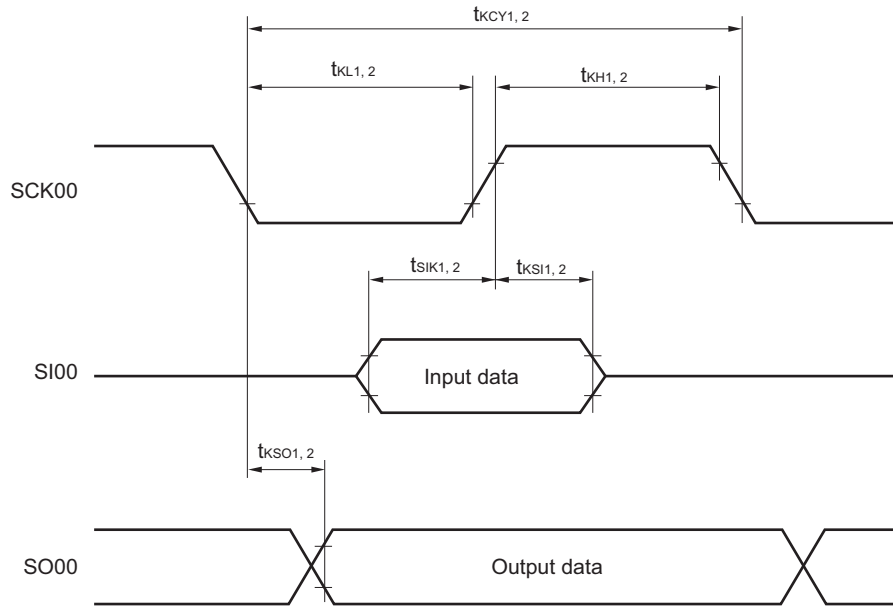 tKCY1, 2
tKL1, 2
tKH1, 2
SCK00
tSIK1, 2
tKSI1, 2
SI00
Input data
tKSO1, 2
SO00
Output data